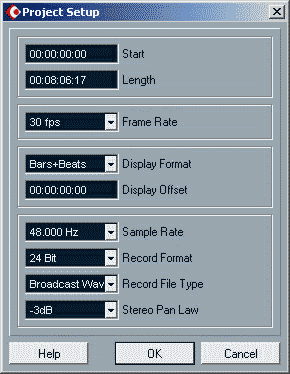 Project Setup
00:00:00:00 Start
00:08:06:17 Length
30 fps Frame Rate
Bars+Beats Display Format
00:00:00:00 Display Offset
48.000 Hz Sample Rate
24 Bit Record Format
Broadcast Wav Record File Type
-3dB Stereo Pan Law
Help OK Cancel